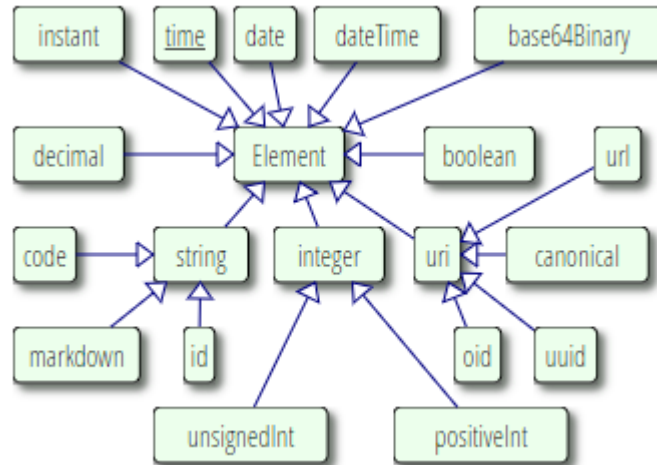 instant time date dateTime base64Binary
decimal Element boolean url
code string integer uri canonical
markdown id oid uuid
unsignedInt positiveInt